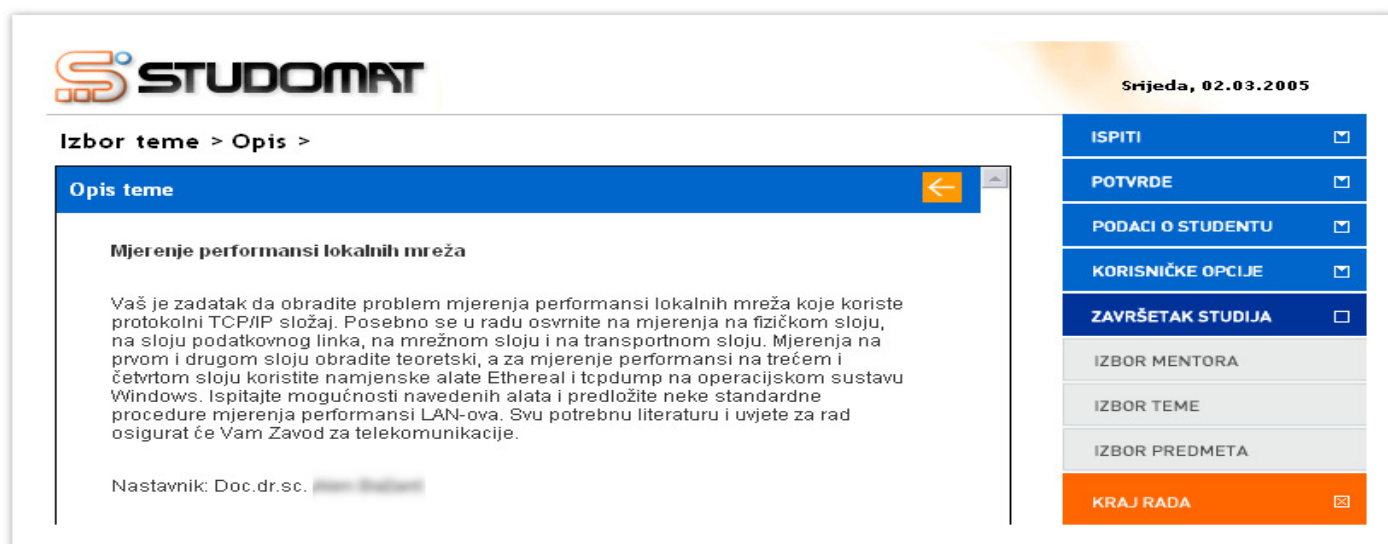 STUDOMAT
Srijeda, 02.03.2005
Izbor teme > Opis >
Opis teme
Mjerenje performansi lokalnih mreža
Vaš je zadatak da obradite problem mjerenja performansi lokalnih mreža koje koriste
protokolni TCP/IP složaj. Posebno se u radu osvrnite na mjerenja na fizičkom sloju,
na sloju podatkovnog linka, na mrežnom sloju i na transportnom sloju. Mjerenja na
prvom i drugom sloju obradite teoretski, a za mjerenje performansi na trećem i
četvrtom sloju koristite namjenske alate Ethereal i tcpdump na operacijskom sustavu
Windows. Ispitajte mogućnosti navedenih alata i predložite neke standardne
procedure mjerenja performansi LAN-ova. Svu potrebnu literaturu i uvjete za rad
osigurat će Vam Zavod za telekomunikacije.
Nastavnik: Doc.dr.sc.
ISPITI
POTVRDE
PODACI O STUDENTU
KORISNIČKE OPCIJE
ZAVRŠETAK STUDIJA
IZBOR MENTORA
IZBOR TEME
IZBOR PREDMETA
KRAJ RADA